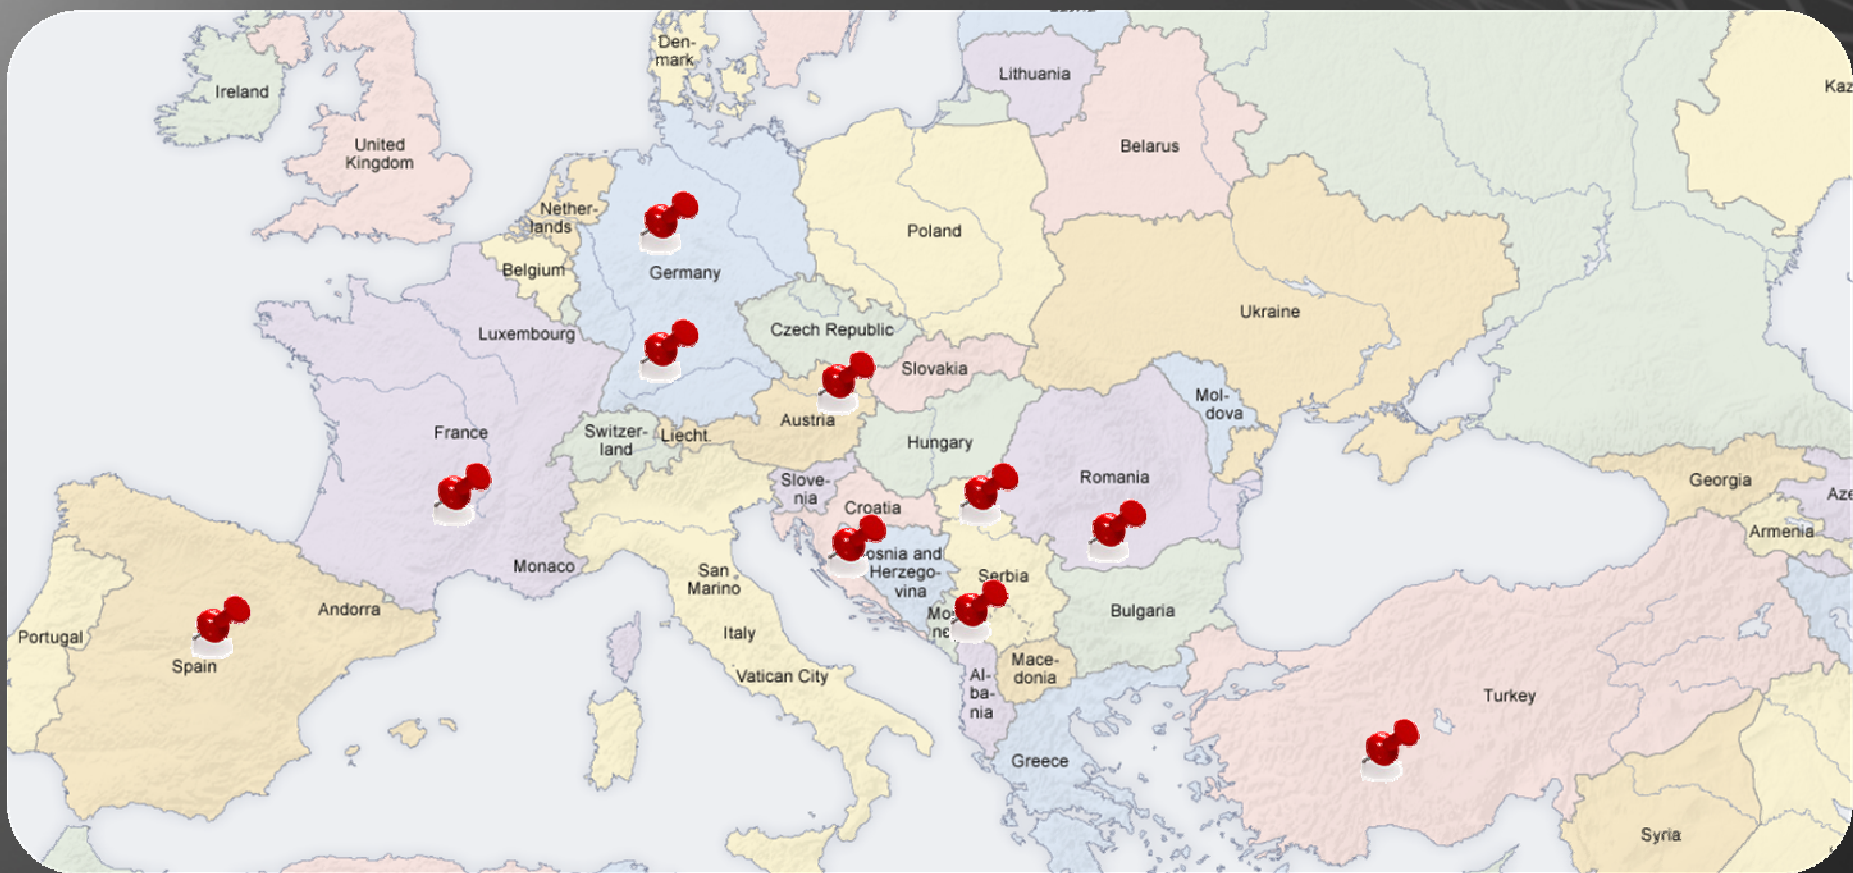 Den-
mark
Lithuania
Ireland
Kaz
United
Kingdom
Belarus
Nether-
lands
Poland
Belgium
Germany
Ukraine
Luxembourg
Czech Republic
Slovakia
Mol-
dova
Austria
France
Switzer-
land
Liecht.
Hungary
Romania
Georgia
Slove-
nia
Aze
Croatia
Armenia
osnia and
Herzego-
vina
Monaco
San
Marino
Serbia
Andorra
Mo
ne
Bulgaria
Portugal
Italy
Spain
Mace-
donia
Vatican City
Al-
ba-
nia
Turkey
Greece
Syria